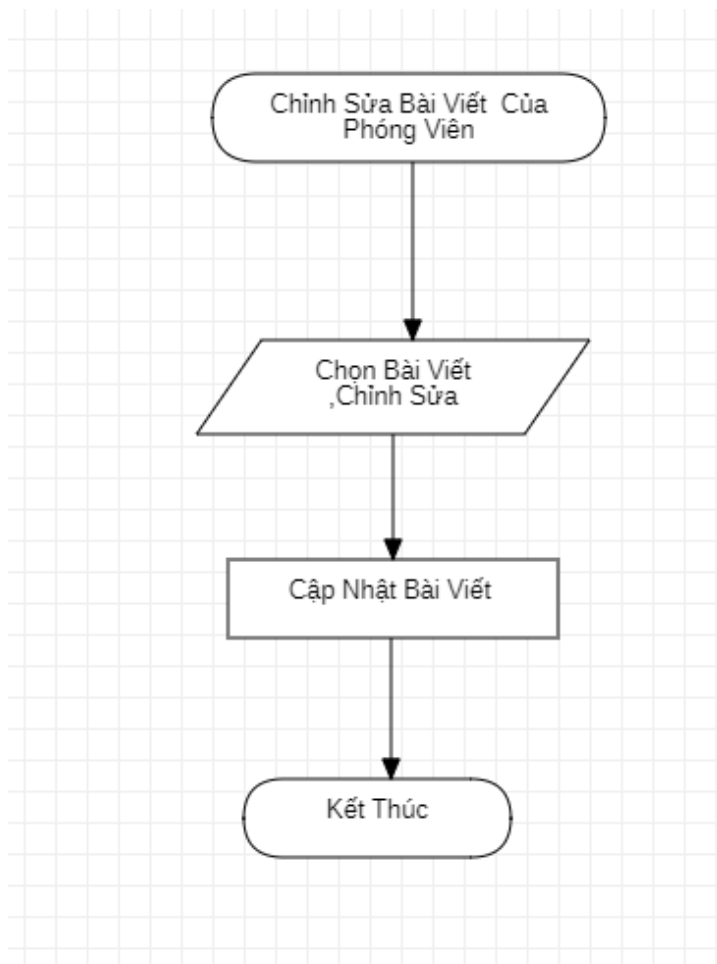 Chỉnh Sửa Bài Viết  Của
Phóng Viên
Chọn Bài Viết
,Chỉnh Sửa
Cập Nhật Bài Viết
Kết Thúc